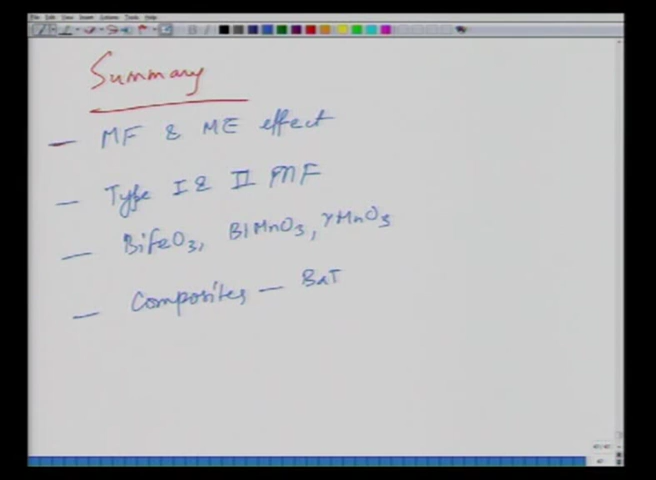 Summary
— MF & ME effect
— Type I & II MF
— BiFeO3, BiMnO3, YMnO3
— Composites — BaT